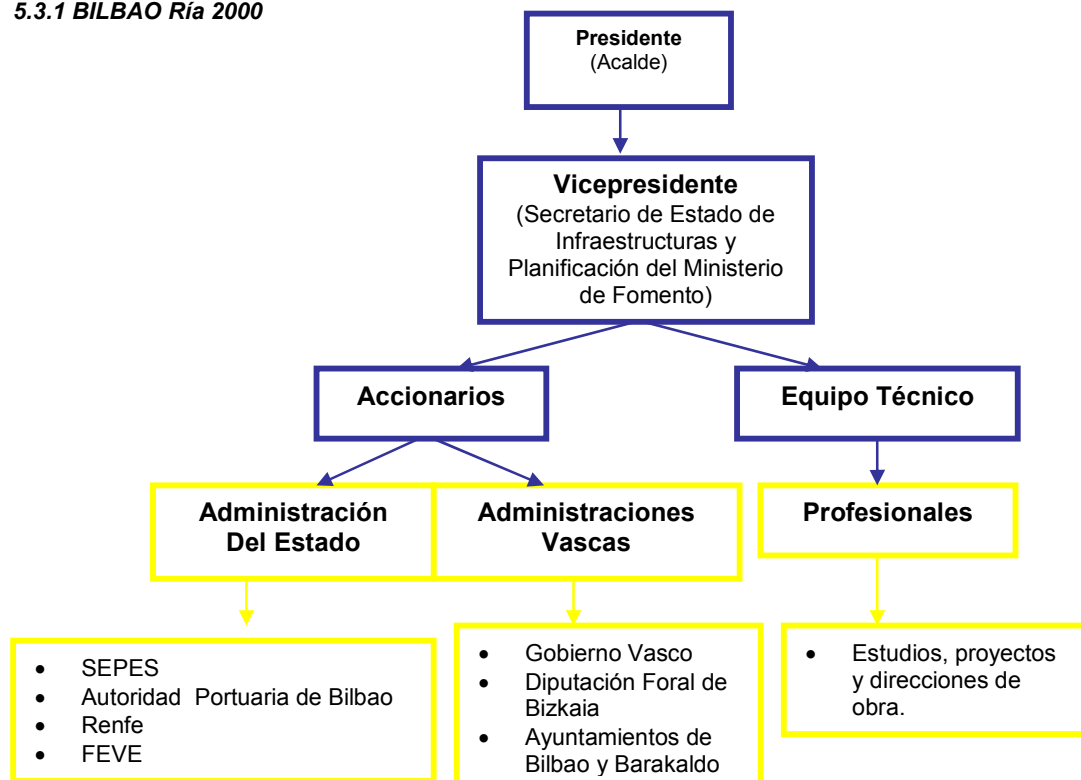 5.3.1 BILBAO Ría 2000
Presidente
(Acalde)
Vicepresidente
(Secretario de Estado de
Infraestructuras y
Planificación del Ministerio
de Fomento)
Accionarios
Equipo Técnico
Administración
Del Estado
Administraciones
Vascas
Profesionales
• SEPES
• Autoridad Portuaria de Bilbao
• Renfe
• FEVE
• Gobierno Vasco
• Diputación Foral de
Bizkaia
• Ayuntamientos de
Bilbao y Barakaldo
• Estudios, proyectos
y direcciones de
obra.